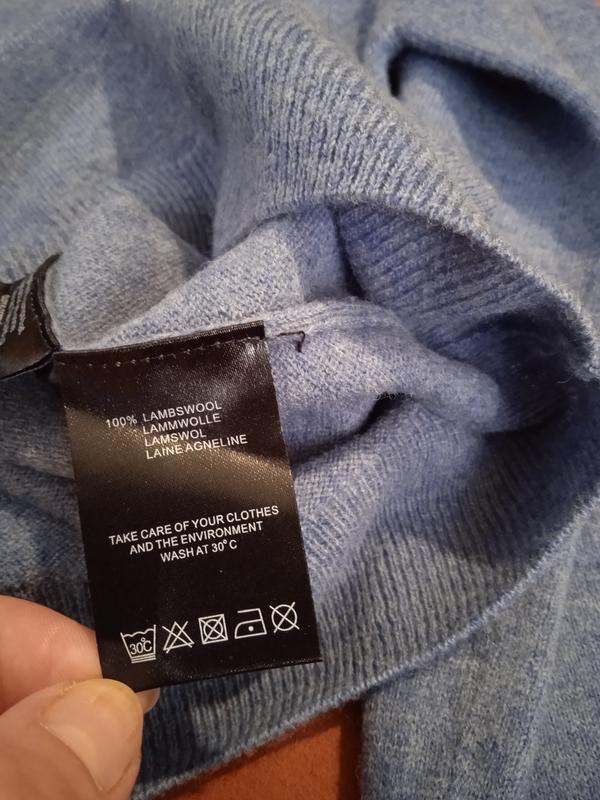 100% LAMBSWOOL
LAMMWOLLE
LAMSWOL
LAINE AGNELINE
TAKE CARE OF YOUR CLOTHES
AND THE ENVIRONMENT
WASH AT 30°C
30°C